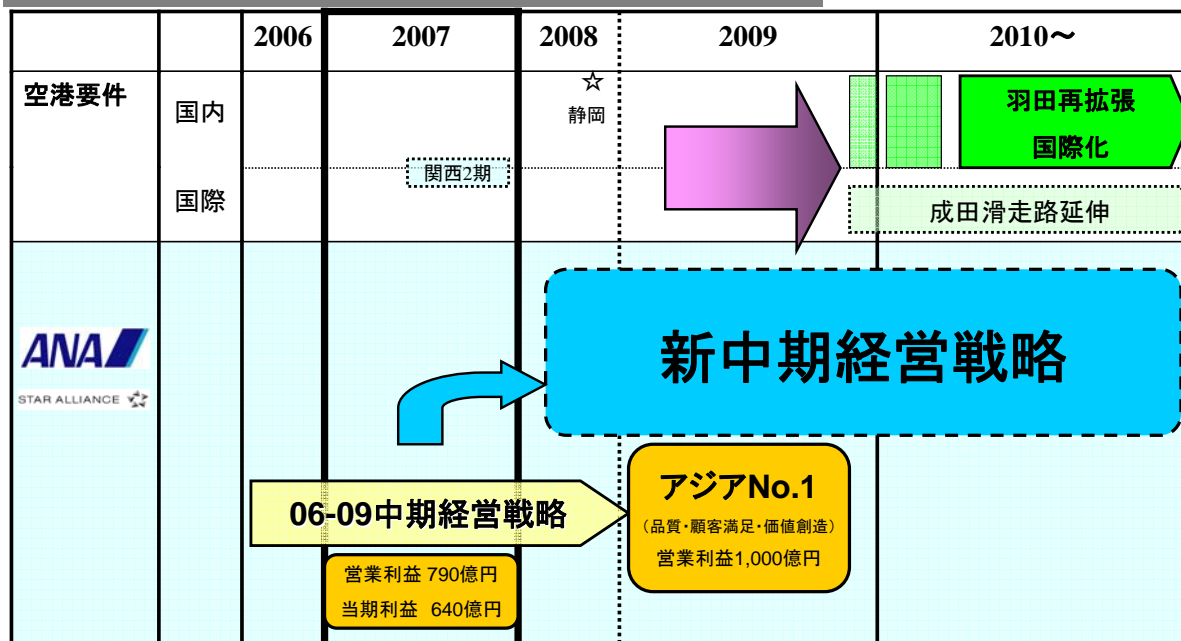 2006 2007 2008 2009 2010～
空港要件
国内
☆
静岡
羽田再拡張
国際化
関西2期
国際
成田滑走路延伸
新中期経営戦略
ANA
STAR ALLIANCE
06-09中期経営戦略
アジアNo.1
（品質・顧客満足・価値創造）
営業利益1,000億円
営業利益 790億円
当期利益 640億円